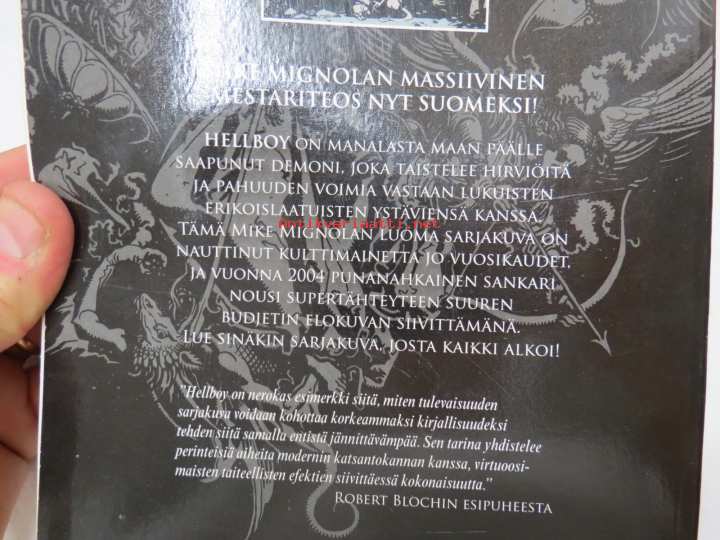 MIGNOLAN MASSIIVINEN
MESTARITEOS NYT SUOMEKSI!
HELLBOY ON MANALASTA MAAN PÄÄLLE
SAAPUNUT DEMONI, JOKA TAISTELEE HIRVIÖITÄ
JA PAHUUDEN VOIMIA VASTAAN LUKUISTEN
ERIKOISLAATUISTEN YSTÄVIENSÄ KANSSA.
TÄMÄ MIKE MIGNOLAN LUOMA SARJAKUVA ON
NAUTTINUT KULTTIMAINETTA JO VUOSIKAUDET,
JA VUONNA 2004 PUNANAHKAINEN SANKARI
NOUSI SUPERTÄHTEYTEEN SUUREN
BUDJETIN ELOKUVAN SIIVITTÄMÄNÄ.
LUE SINÄKIN SARJAKUVA, JOSTA KAIKKI ALKOI!
"Hellboy on nerokas esimerkki siitä, miten tulevaisuuden
sarjakuva voidaan kohottaa korkeammaksi kirjallisuudeksi
tehden siitä samalla entistä jännittävämpää. Sen tarina yhdistelee
perinteisiä aiheita modernin katsantokannan kanssa, virtuoosi-
maisten taiteellisten efektien siivittäessä kokonaisuutta."
ROBERT BLOCHIN ESIPUHEESTA